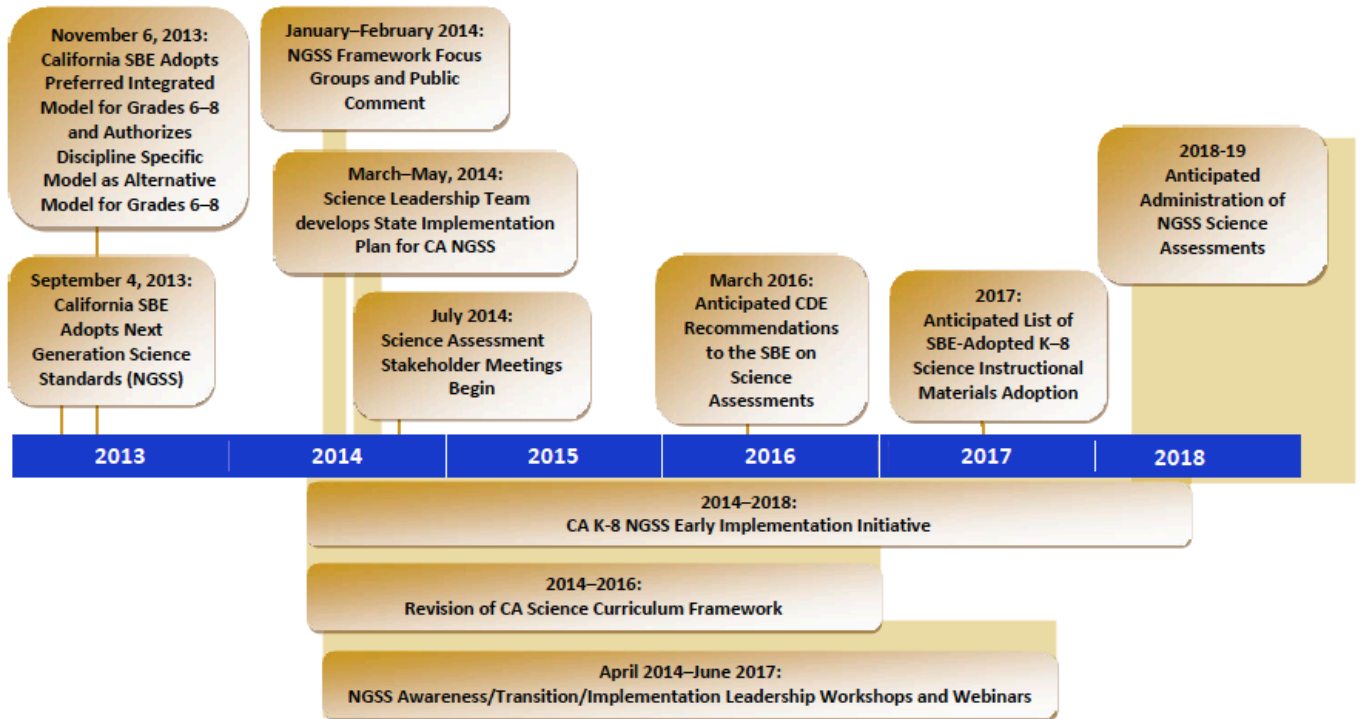 November 6, 2013:
California SBE Adopts
Preferred Integrated
Model for Grades 6–8
and Authorizes
Discipline Specific
Model as Alternative
Model for Grades 6–8
January–February 2014:
NGSS Framework Focus
Groups and Public
Comment
March–May, 2014:
Science Leadership Team
develops State Implementation
Plan for CA NGSS
2018-19
Anticipated
Administration of
NGSS Science
Assessments
September 4, 2013:
California SBE
Adopts Next
Generation Science
Standards (NGSS)
July 2014:
Science Assessment
Stakeholder Meetings
Begin
March 2016:
Anticipated CDE
Recommendations
to the SBE on
Science
Assessments
2017:
Anticipated List of
SBE-Adopted K–8
Science Instructional
Materials Adoption
2013 2014 2015 2016 2017 2018
2014–2018:
CA K-8 NGSS Early Implementation Initiative
2014–2016:
Revision of CA Science Curriculum Framework
April 2014–June 2017:
NGSS Awareness/Transition/Implementation Leadership Workshops and Webinars